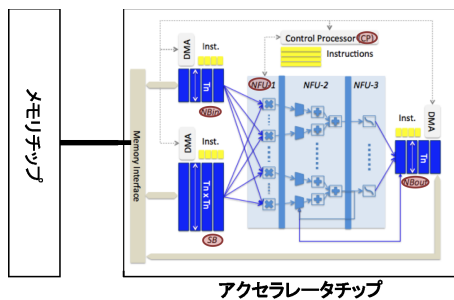 メモリチップ
Memory Interface
DMA
Inst.
Tn
NBin
DMA
Inst.
Tn x Tn
SB
Control Processor (CP)
Instructions
NFU-1
NFU-2
NFU-3
Inst.
DMA
Tn
NBout
アクセラレータチップ